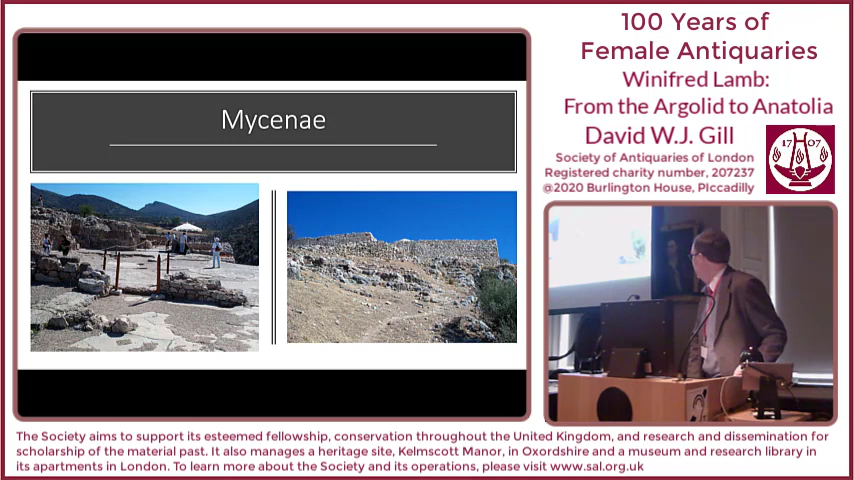 Mycenae
100 Years of
Female Antiquaries
Winifred Lamb:
From the Argolid to Anatolia
David W.J. Gill
Society of Antiquaries of London
Registered charity number, 207237
@2020 Burlington House, PIccadilly
17 07
The Society aims to support its esteemed fellowship, conservation throughout the United Kingdom, and research and dissemination for
scholarship of the material past. It also manages a heritage site, Kelmscott Manor, in Oxordshire and a museum and research library in
its apartments in London. To learn more about the Society and its operations, please visit www.sal.org.uk